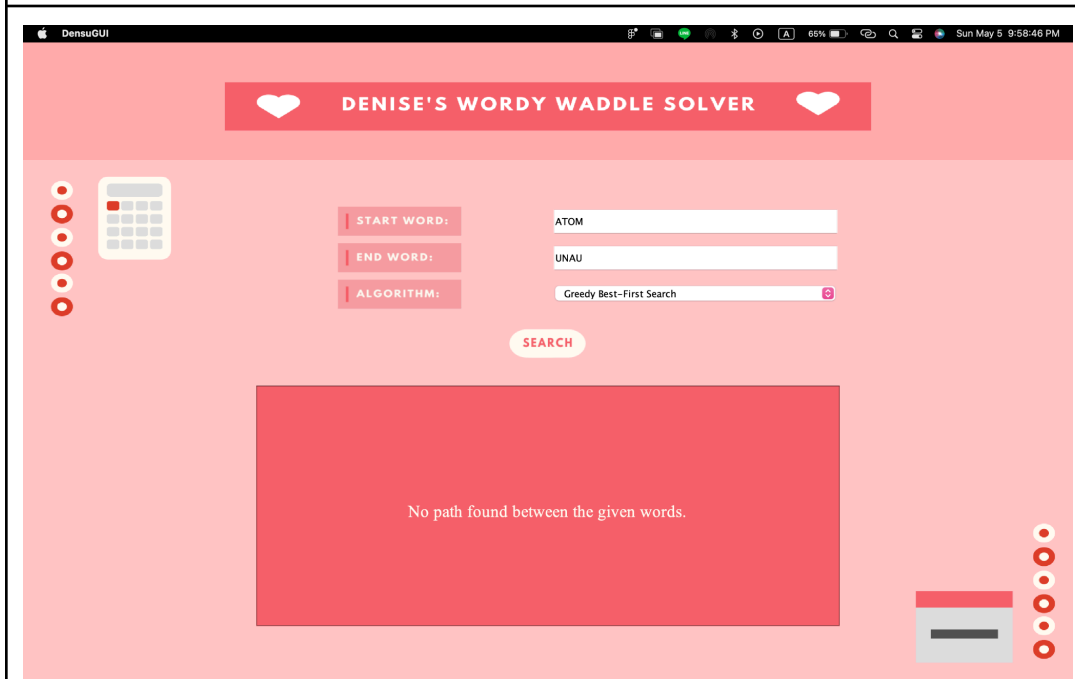 DensuGUI A 65% Sun May 5 9:58:46 PM
DENISE'S WORDY WADDLE SOLVER
START WORD: ATOM
END WORD: UNAU
ALGORITHM: Greedy Best-First Search
SEARCH
No path found between the given words.